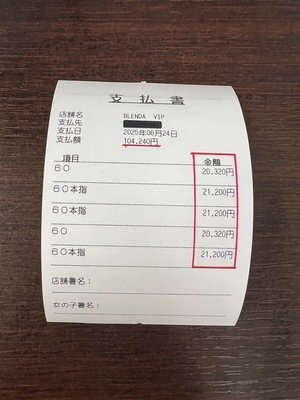 支払書
店舗名 BLENDA VIP
支払先
支払日 2025年06月24日
支払額 104,240円
項目 金額
60 20,320円
60本指 21,200円
60本指 21,200円
60 20,320円
60本指 21,200円
店舗署名：
女の子署名：